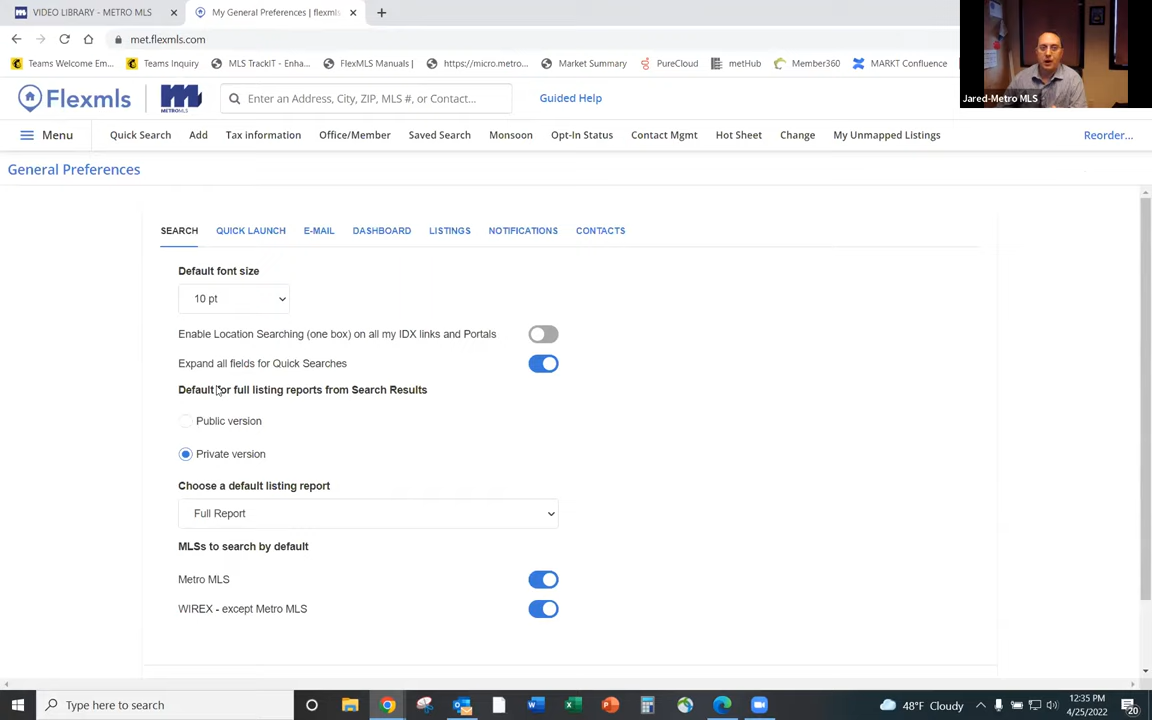 VIDEO LIBRARY - METRO MLS
My General Preferences | flexmls
met.flexmls.com
Teams Welcome Em...
Teams Inquiry
MLS TrackIT - Enha...
FlexMLS Manuals |
https://micro.metro...
Market Summary
PureCloud
metHub
Member360
MARKT Confluence
Jared-Metro MLS
Flexmls
METROMLS
Enter an Address, City, ZIP, MLS #, or Contact...
Guided Help
Menu
Quick Search
Add
Tax information
Office/Member
Saved Search
Monsoon
Opt-In Status
Contact Mgmt
Hot Sheet
Change
My Unmapped Listings
Reorder...
General Preferences
SEARCH
QUICK LAUNCH
E-MAIL
DASHBOARD
LISTINGS
NOTIFICATIONS
CONTACTS
Default font size
10 pt
Enable Location Searching (one box) on all my IDX links and Portals
Expand all fields for Quick Searches
Default for full listing reports from Search Results
Public version
Private version
Choose a default listing report
Full Report
MLSs to search by default
Metro MLS
WIREX - except Metro MLS
Type here to search
48°F Cloudy
12:35 PM
4/25/2022
20